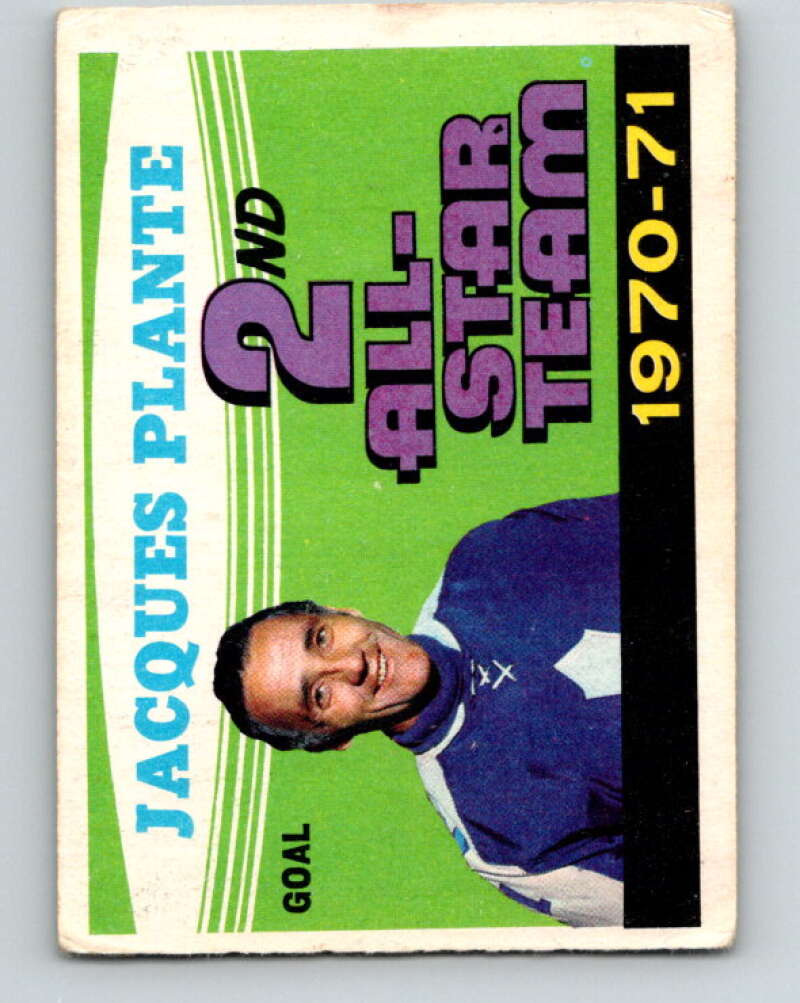 JACQUES PLANTE
2ND
ALL-
STAR
TEAM
GOAL
1970-71